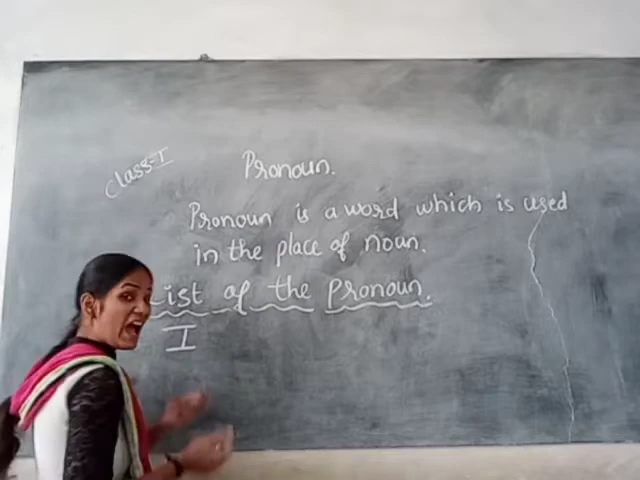 Class-I
Pronoun.
Pronoun is a word which is used
in the place of noun.
List of the pronoun.
I